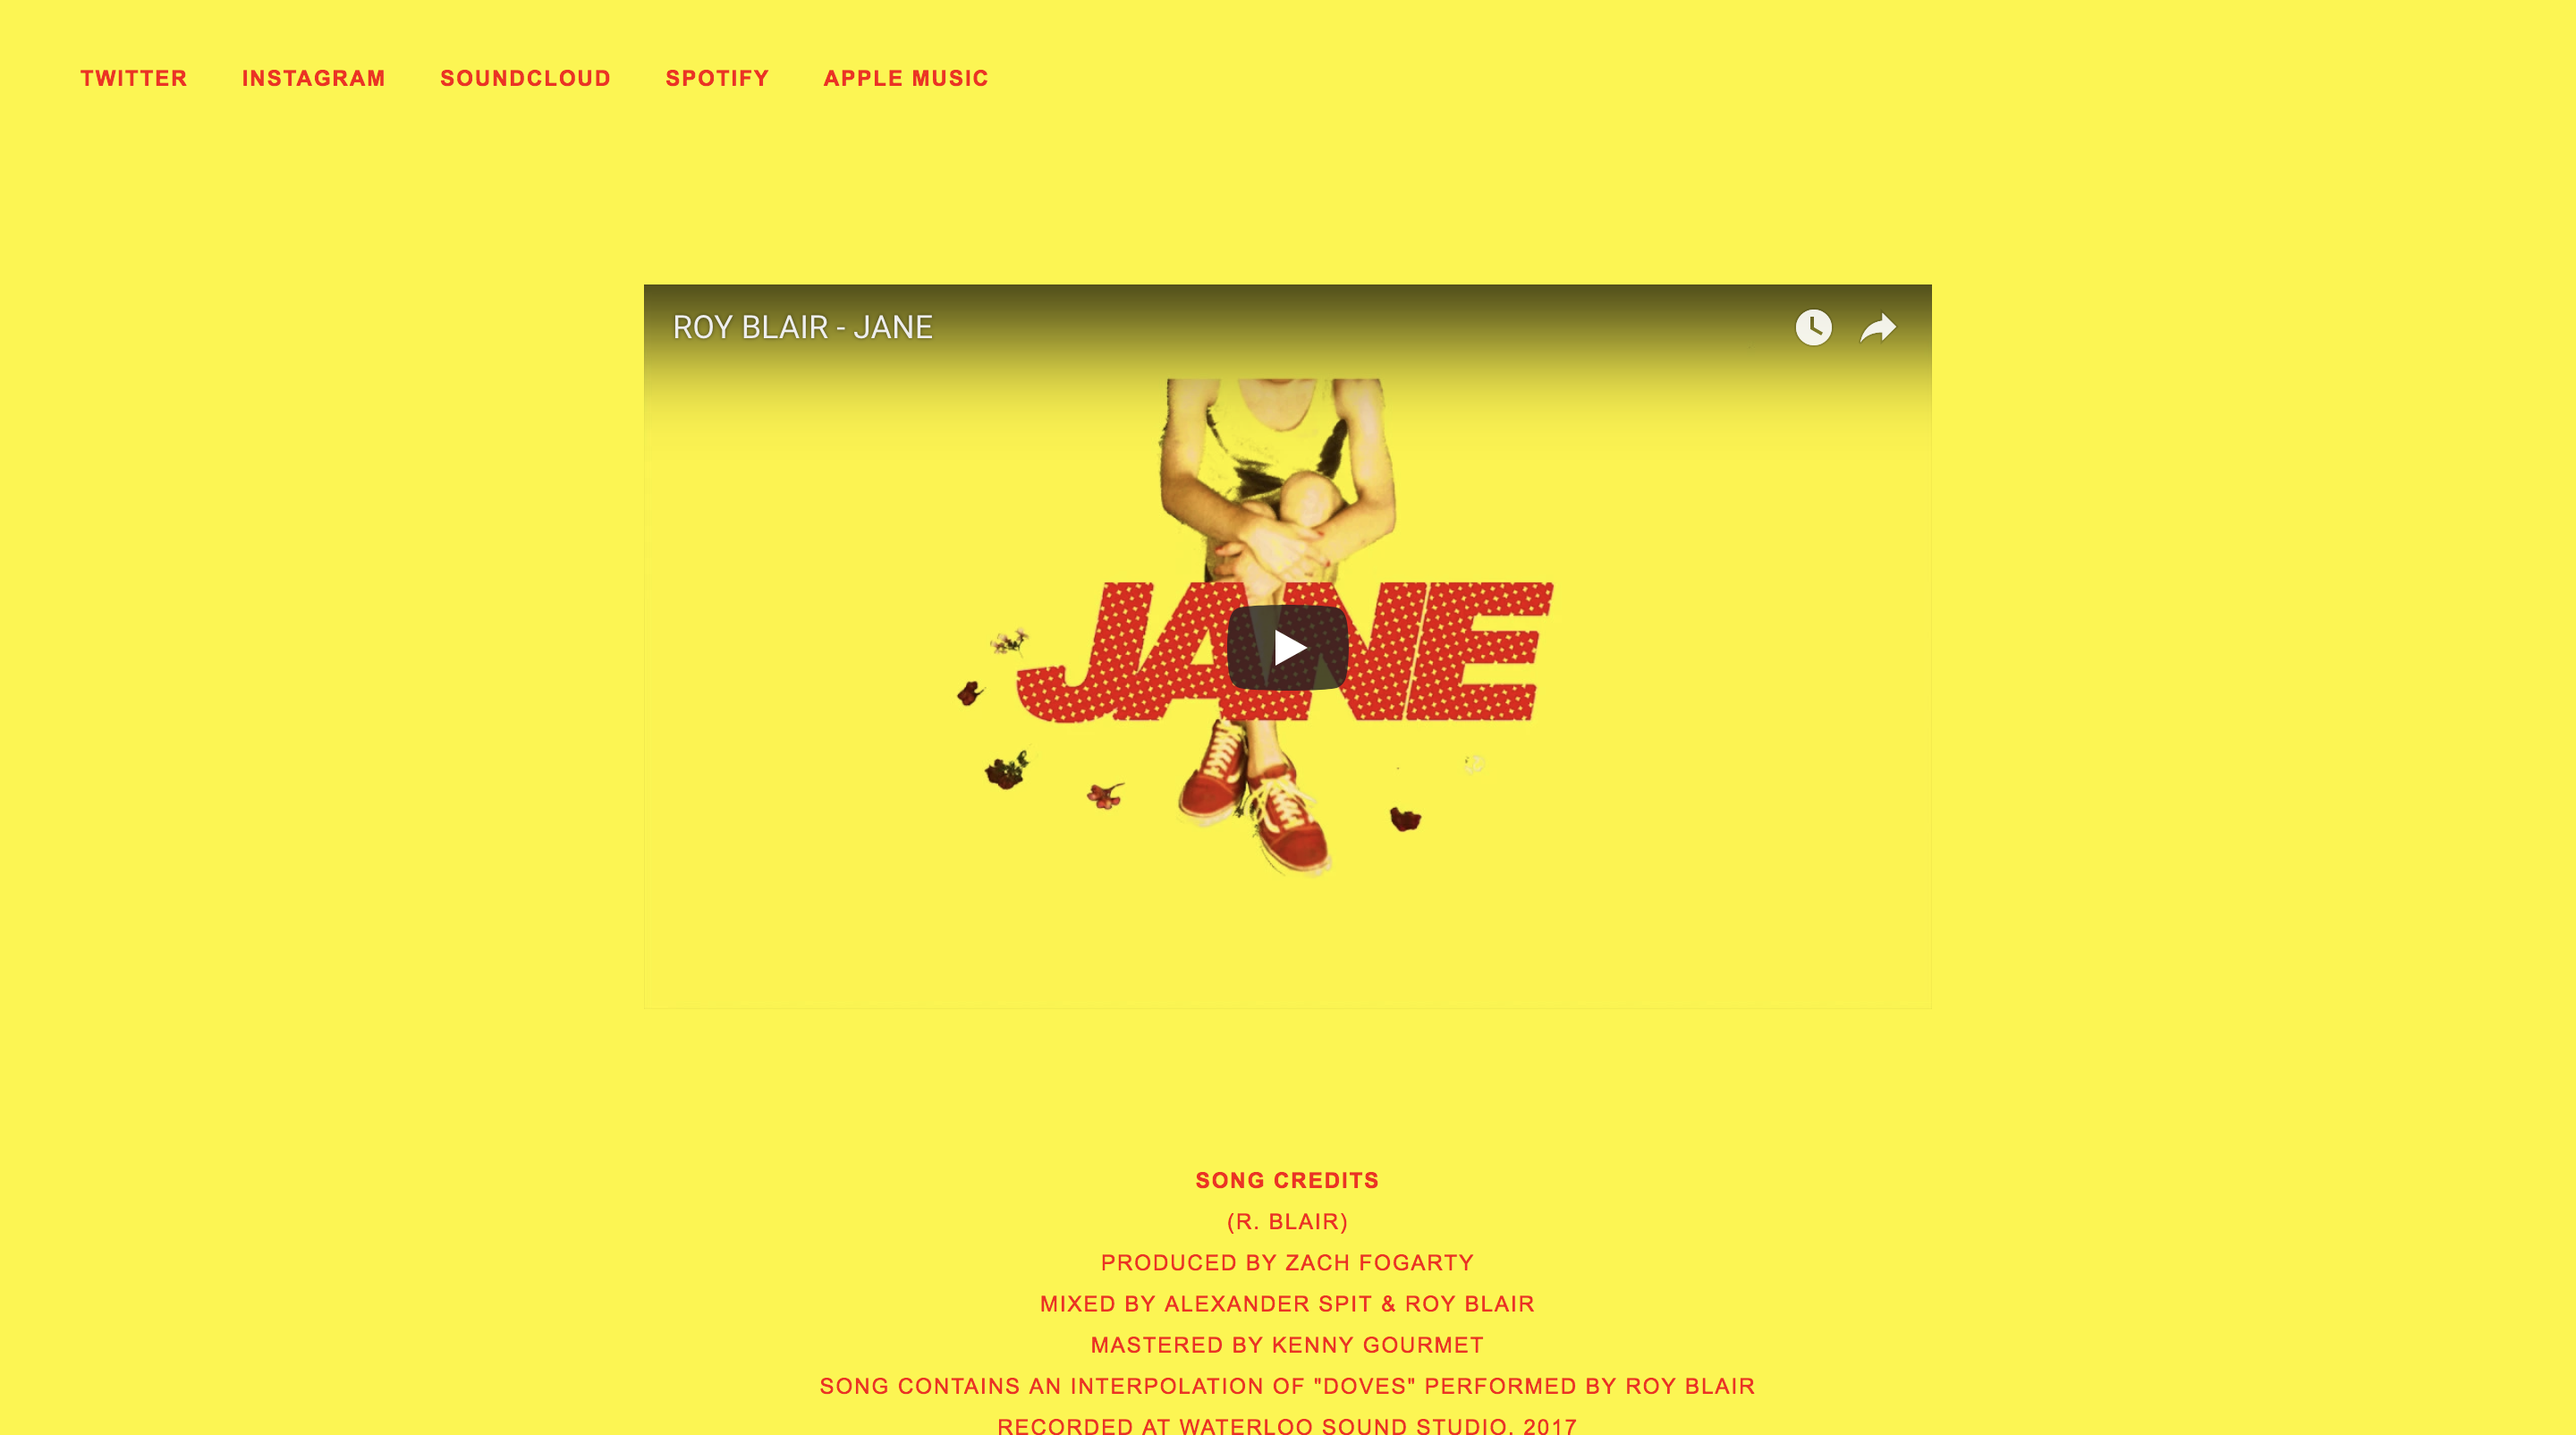 TWITTER INSTAGRAM SOUNDCLOUD SPOTIFY APPLE MUSIC
ROY BLAIR - JANE
JANE
SONG CREDITS
(R. BLAIR)
PRODUCED BY ZACH FOGARTY
MIXED BY ALEXANDER SPIT & ROY BLAIR
MASTERED BY KENNY GOURMET
SONG CONTAINS AN INTERPOLATION OF "DOVES" PERFORMED BY ROY BLAIR
RECORDED AT WATERLOO SOUND STUDIO, 2017